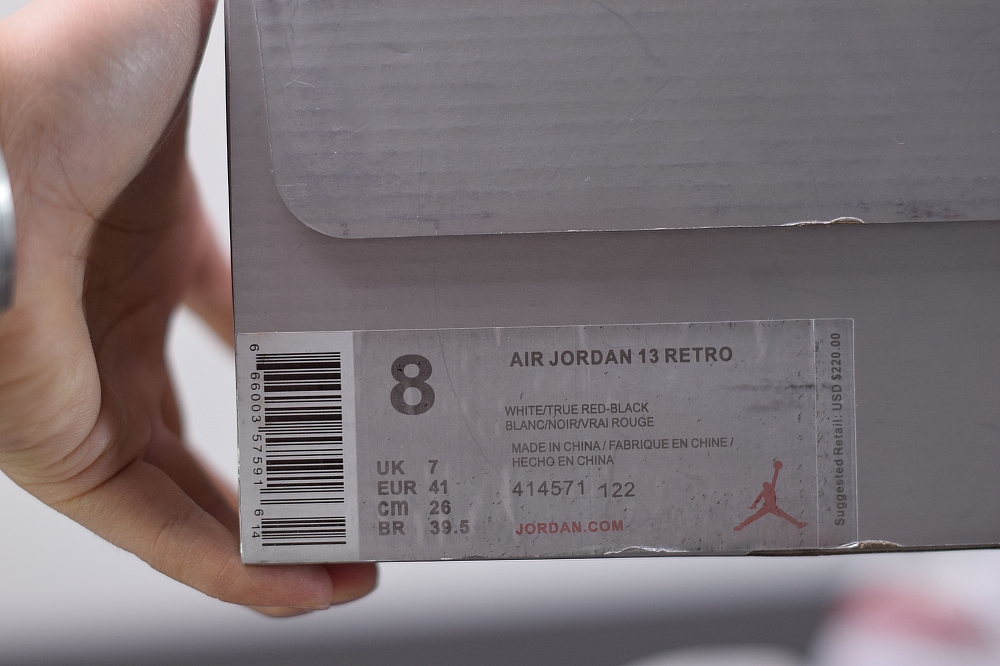 6 66003 57591 6 14
8
UK 7
EUR 41
cm 26
BR 39.5
AIR JORDAN 13 RETRO
WHITE/TRUE RED-BLACK
BLANC/NOIR/VRAI ROUGE
MADE IN CHINA / FABRIQUE EN CHINE /
HECHO EN CHINA
414571 122
JORDAN.COM
Suggested Retail: USD $220.00